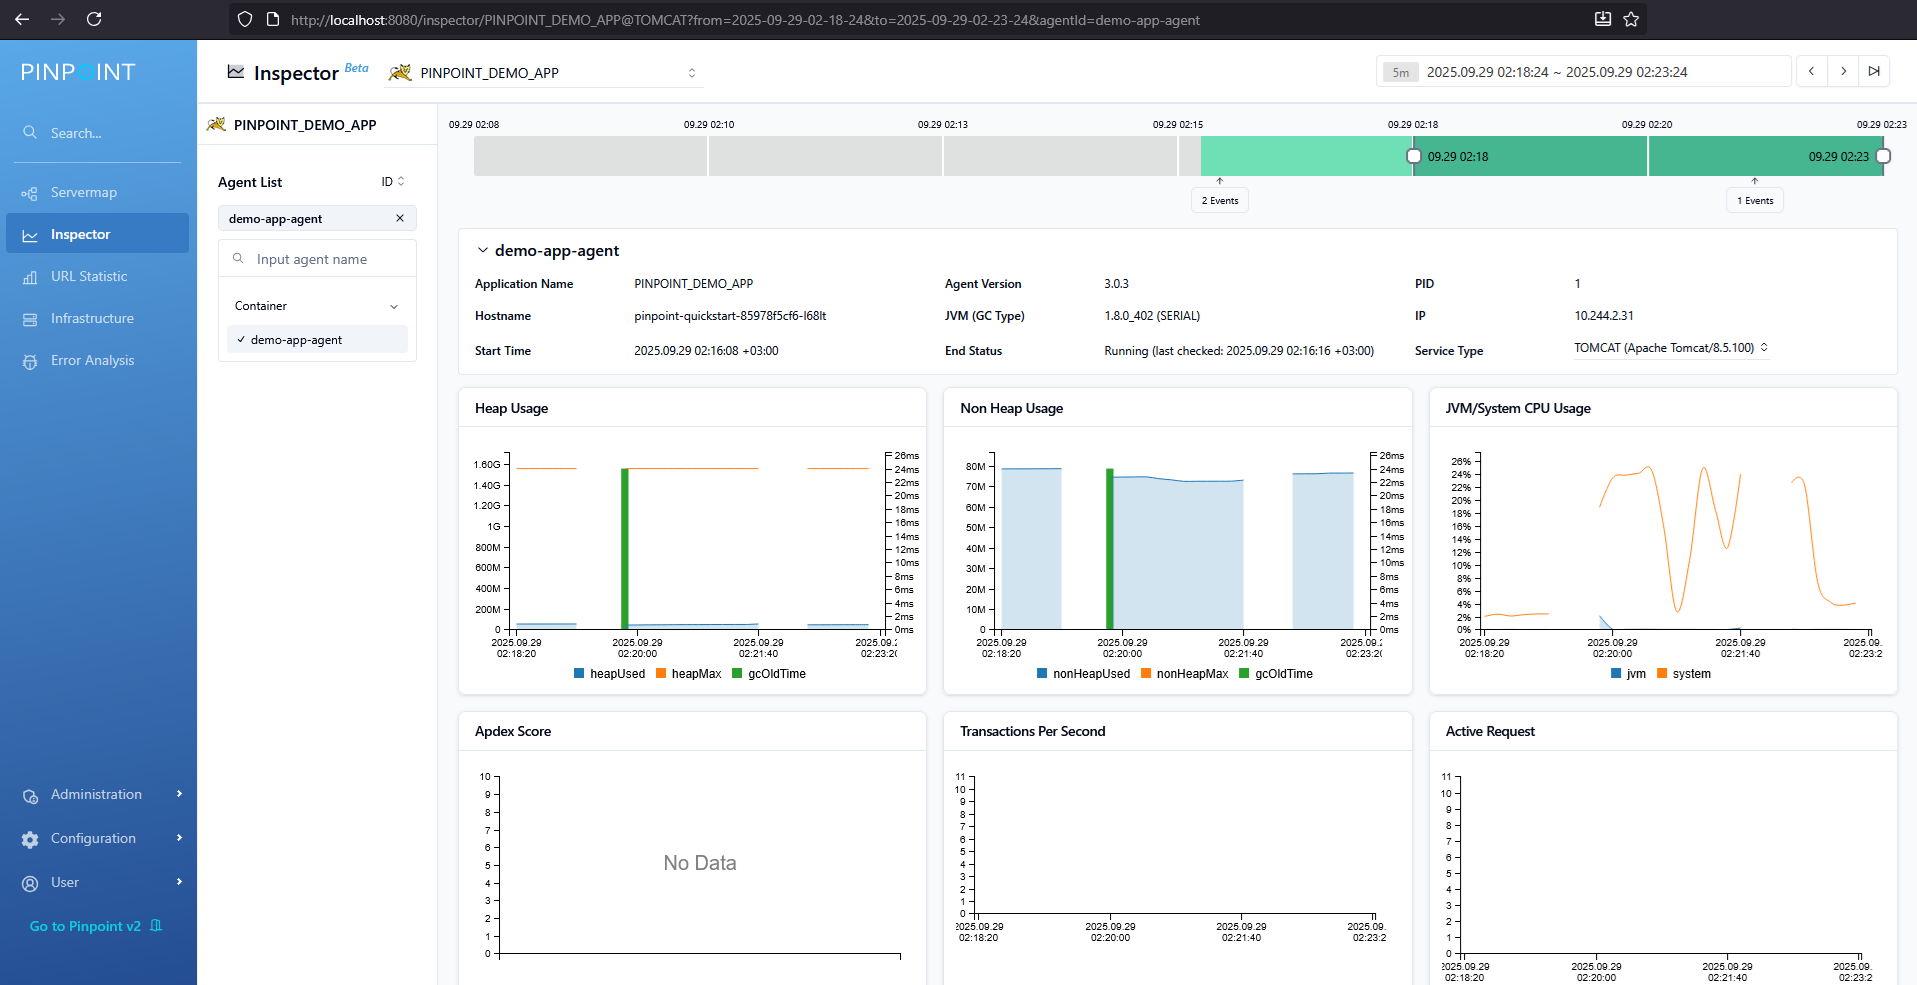 http://localhost:8080/inspector/PINPOINT_DEMO_APP@TOMCAT?from=2025-09-29-02-18-24&to=2025-09-29-02-23-24&agentId=demo-app-agent
PINPOINT
Search...
Servermap
Inspector
URL Statistic
Infrastructure
Error Analysis
Administration
Configuration
User
Go to Pinpoint v2
Inspector Beta
PINPOINT_DEMO_APP
5m 2025.09.29 02:18:24 ~ 2025.09.29 02:23:24
PINPOINT_DEMO_APP
Agent List ID
demo-app-agent
Input agent name
Container
demo-app-agent
09.29 02:08 09.29 02:10 09.29 02:13 09.29 02:15 09.29 02:18 09.29 02:20 09.29 02:23
09.29 02:18 09.29 02:23
2 Events 1 Events
demo-app-agent
Application Name PINPOINT_DEMO_APP Agent Version 3.0.3 PID 1
Hostname pinpoint-quickstart-85978f5cf6-l68lt JVM (GC Type) 1.8.0_402 (SERIAL) IP 10.244.2.31
Start Time 2025.09.29 02:16:08 +03:00 End Status Running (last checked: 2025.09.29 02:16:16 +03:00) Service Type TOMCAT (Apache Tomcat/8.5.100)
Heap Usage
1.60G
1.40G
1.20G
1G
800M
600M
400M
200M
0
26ms
24ms
22ms
20ms
18ms
16ms
14ms
12ms
10ms
8ms
6ms
4ms
2ms
0ms
2025.09.29 2025.09.29 2025.09.29 2025.09.2
02:18:20 02:20:00 02:21:40 02:23:2
heapUsed heapMax gcOldTime
Non Heap Usage
80M
70M
60M
50M
40M
30M
20M
10M
0
26ms
24ms
22ms
20ms
18ms
16ms
14ms
12ms
10ms
8ms
6ms
4ms
2ms
0ms
2025.09.29 2025.09.29 2025.09.29 2025.09.2
02:18:20 02:20:00 02:21:40 02:23:2
nonHeapUsed nonHeapMax gcOldTime
JVM/System CPU Usage
26%
24%
22%
20%
18%
16%
14%
12%
10%
8%
6%
4%
2%
0%
2025.09.29 2025.09.29 2025.09.29 2025.09.
02:18:20 02:20:00 02:21:40 02:23:2
jvm system
Apdex Score
10
9
8
7
6
5
4
3
2
1
0
No Data
Transactions Per Second
11
10
9
8
7
6
5
4
3
2
1
0
2025.09.29 2025.09.29 2025.09.29 2025.09.
02:18:20 02:20:00 02:21:40 02:23:2
Active Request
11
10
9
8
7
6
5
4
3
2
1
0
2025.09.29 2025.09.29 2025.09.29 2025.09.
02:18:20 02:20:00 02:21:40 02:23:2